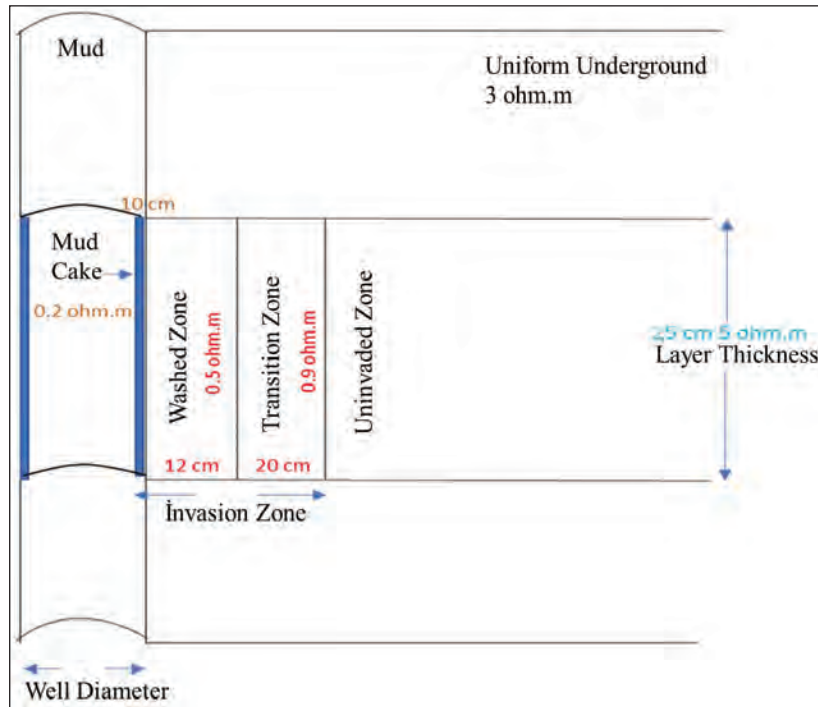 Mud
Uniform Underground
3 ohm.m
10 cm
Mud
Cake
0.2 ohm.m
Washed Zone
0.5 ohm.m
Transition Zone
0.9 ohm.m
Uninvaded Zone
25 cm 5 ohm.m
Layer Thickness
12 cm
20 cm
İnvasion Zone
Well Diameter